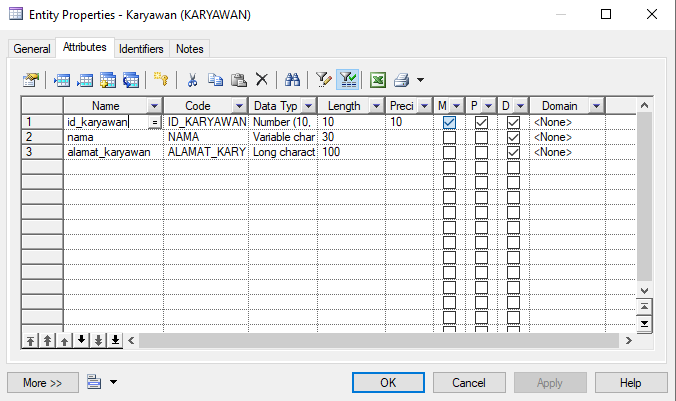 Entity Properties - Karyawan (KARYAWAN)
General Attributes Identifiers Notes
Name Code Data Typ Length Preci M P D Domain
1 id_karyawan = ID_KARYAWAN Number (10, 10 10 <None>
2 nama NAMA Variable char 30 <None>
3 alamat_karyawan ALAMAT_KARY Long charact 100 <None>
More >> OK Cancel Apply Help